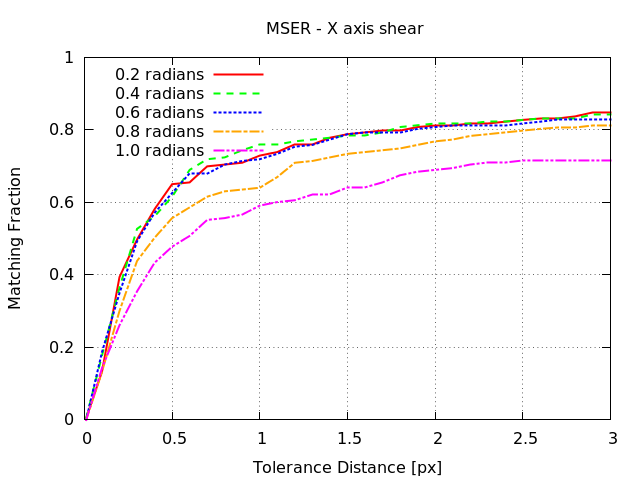 MSER - X axis shear
1
0.8
0.6
0.4
0.2
0
0.2 radians
0.4 radians
0.6 radians
0.8 radians
1.0 radians
Matching Fraction
0 0.5 1 1.5 2 2.5 3
Tolerance Distance [px]